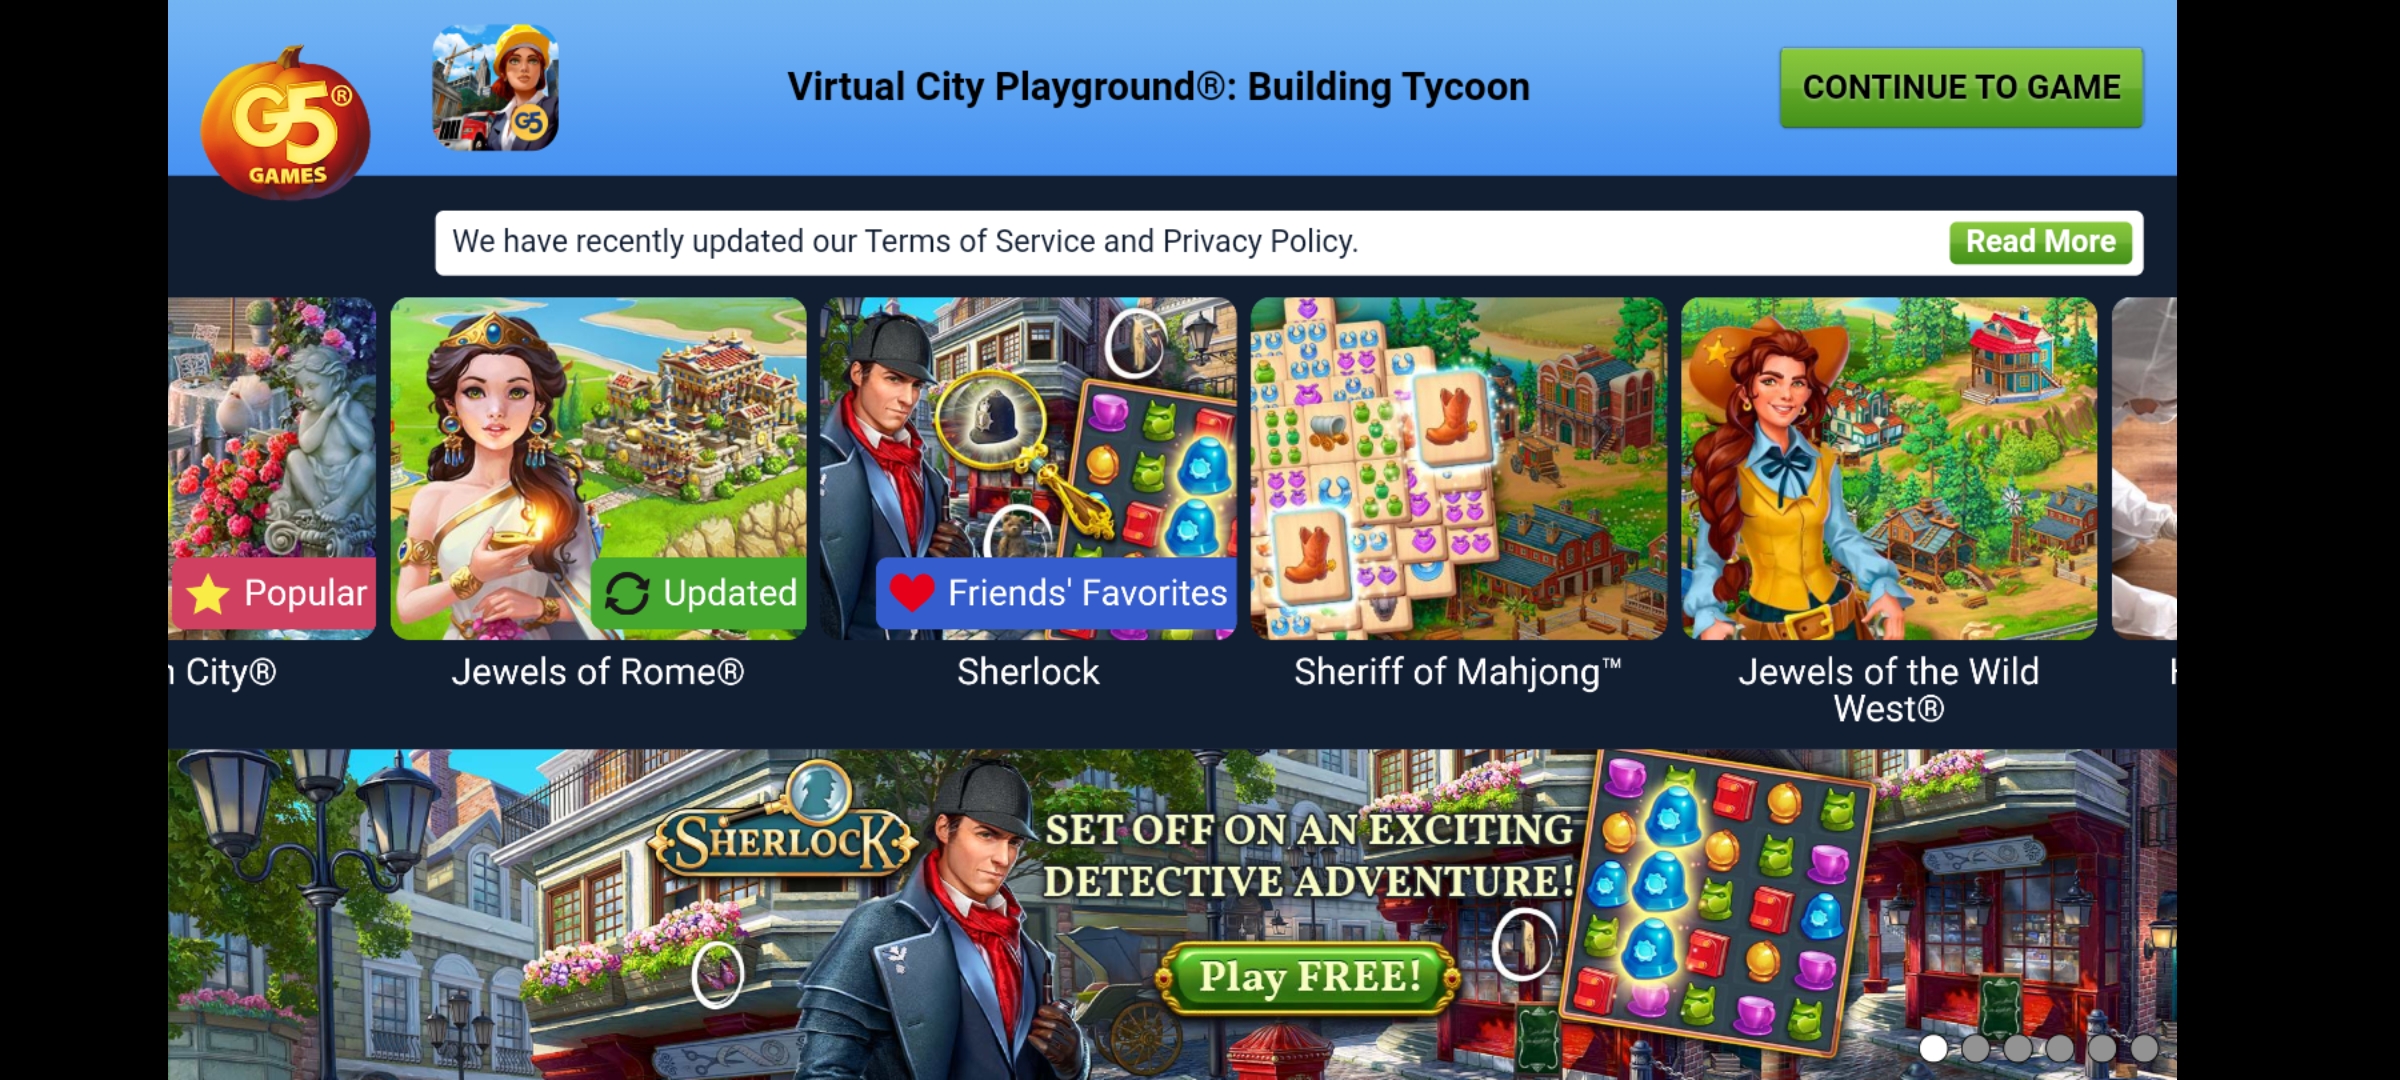 G5®
GAMES
G5
Virtual City Playground®: Building Tycoon
CONTINUE TO GAME
We have recently updated our Terms of Service and Privacy Policy.
Read More
Popular
Updated
Friends' Favorites
City®
Jewels of Rome®
Sherlock
Sheriff of Mahjong™
Jewels of the Wild
West®
SHERLOCK
SET OFF ON AN EXCITING
DETECTIVE ADVENTURE!
Play FREE!